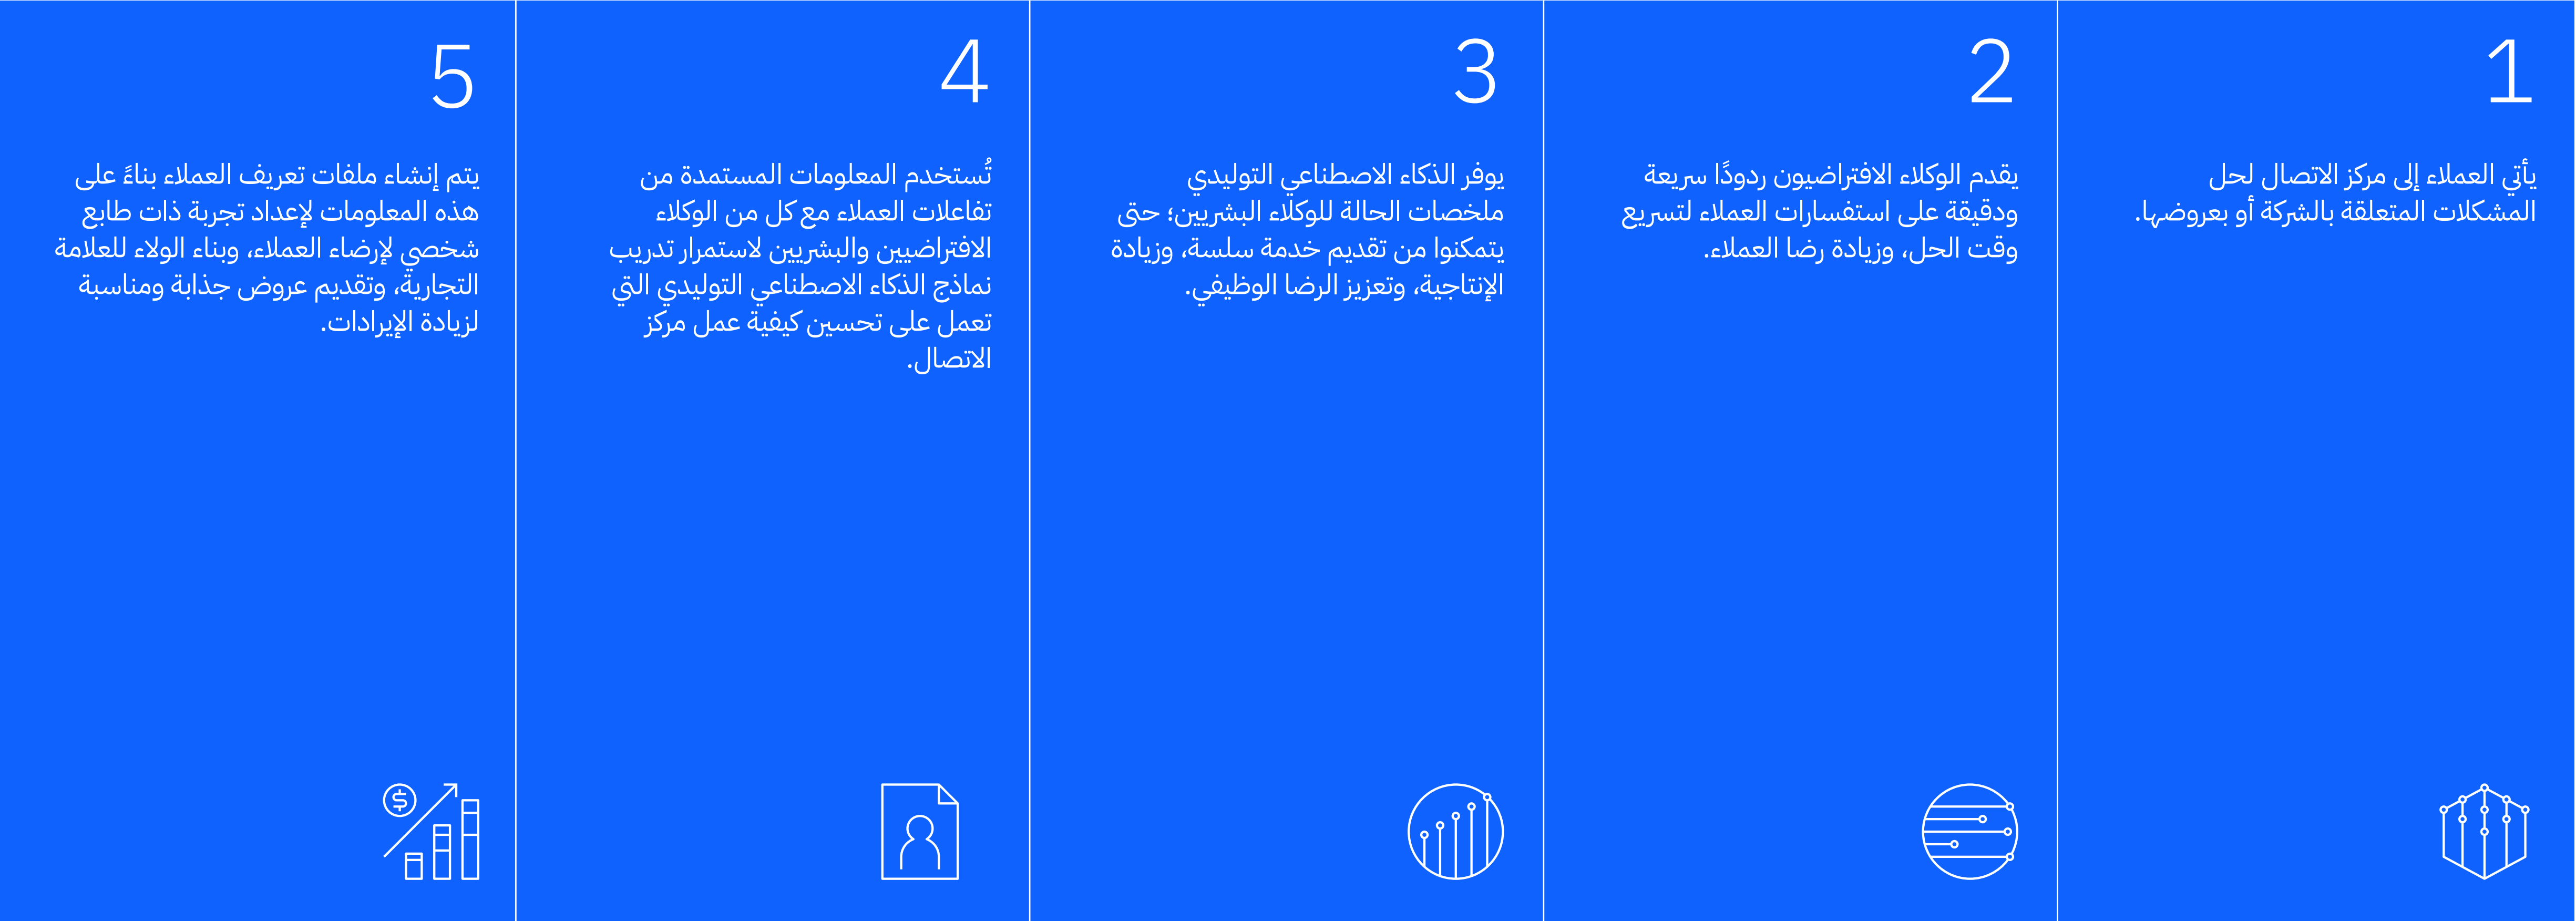 1
يأتي العملاء إلى مركز الاتصال لحل
المشكلات المتعلقة بالشركة أو بعروضها.
2
يقدم الوكلاء الافتراضيون ردودًا سريعة
ودقيقة على استفسارات العملاء لتسريع
وقت الحل، وزيادة رضا العملاء.
3
يوفر الذكاء الاصطناعي التوليدي
ملخصات الحالة للوكلاء البشريين؛ حتى
يتمكنوا من تقديم خدمة سلسة، وزيادة
الإنتاجية، وتعزيز الرضا الوظيفي.
4
تُستخدم المعلومات المستمدة من
تفاعلات العملاء مع كل من الوكلاء
الافتراضيين والبشريين لاستمرار تدريب
نماذج الذكاء الاصطناعي التوليدي التي
تعمل على تحسين كيفية عمل مركز
الاتصال.
5
يتم إنشاء ملفات تعريف العملاء بناءً على
هذه المعلومات لإعداد تجربة ذات طابع
شخصي لإرضاء العملاء، وبناء الولاء للعلامة
التجارية، وتقديم عروض جذابة ومناسبة
لزيادة الإيرادات.
$